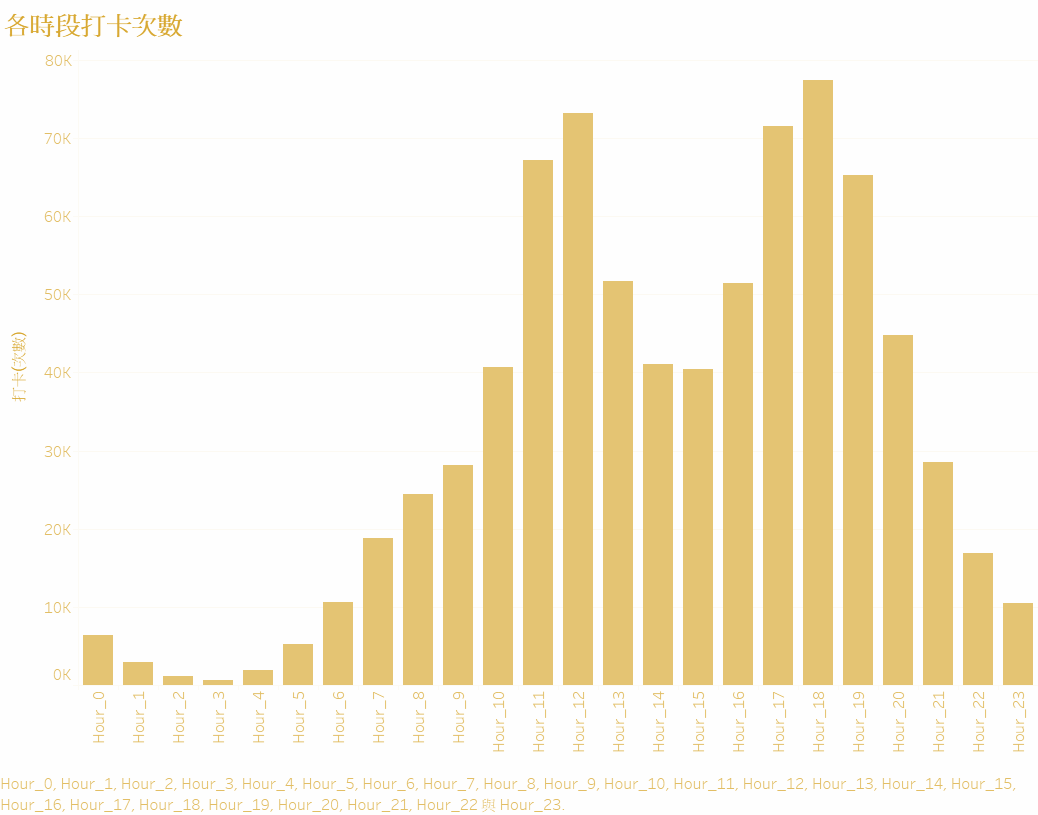 各時段打卡次數
80K
70K
60K
50K
40K
30K
20K
10K
0K
打卡(次數)
Hour_0
Hour_1
Hour_2
Hour_3
Hour_4
Hour_5
Hour_6
Hour_7
Hour_8
Hour_9
Hour_10
Hour_11
Hour_12
Hour_13
Hour_14
Hour_15
Hour_16
Hour_17
Hour_18
Hour_19
Hour_20
Hour_21
Hour_22
Hour_23
Hour_0, Hour_1, Hour_2, Hour_3, Hour_4, Hour_5, Hour_6, Hour_7, Hour_8, Hour_9, Hour_10, Hour_11, Hour_12, Hour_13, Hour_14, Hour_15,
Hour_16, Hour_17, Hour_18, Hour_19, Hour_20, Hour_21, Hour_22 與 Hour_23.